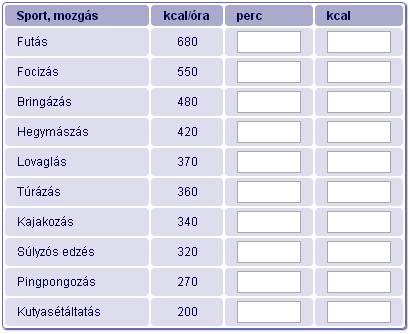 Sport, mozgás kcal/óra perc kcal
Futás 680
Focizás 550
Bringázás 480
Hegymászás 420
Lovaglás 370
Túrázás 360
Kajakozás 340
Súlyzós edzés 320
Pingpongozás 270
Kutyasétáltatás 200